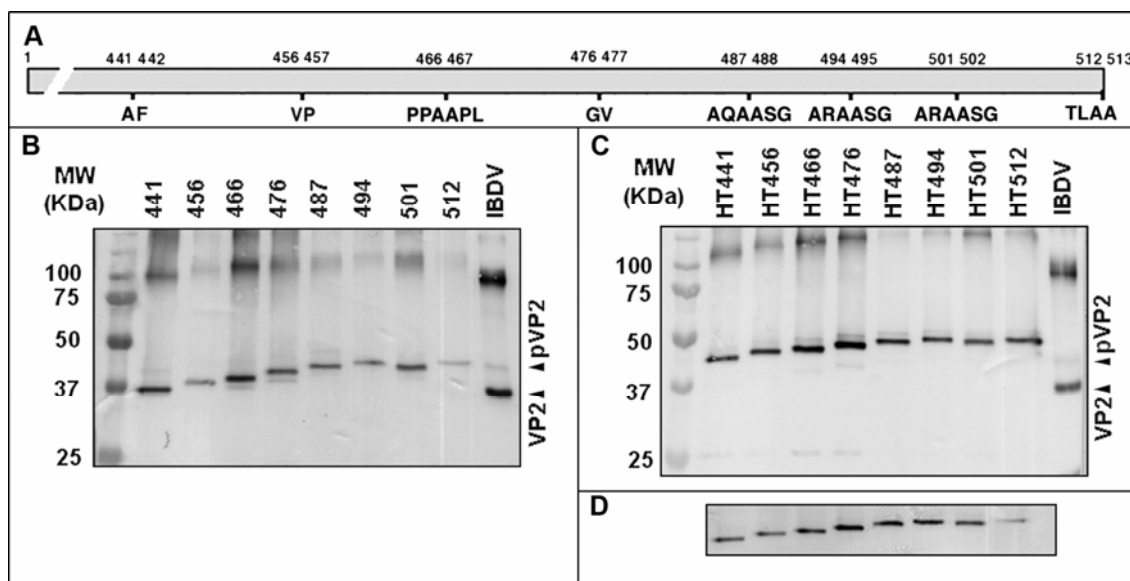 A
1 441 442 456 457 466 467 476 477 487 488 494 495 501 502 512 513
AF VP PPAAPL GV AQAASG ARAASG ARAASG TLAA
B
MW
(KDa)
441 456 466 476 487 494 501 512 IBDV
100
75
50
37
25
VP2 pVP2
C
MW
(KDa)
HT441 HT456 HT466 HT476 HT487 HT494 HT501 HT512 IBDV
100
75
50
37
25
VP2 pVP2
D